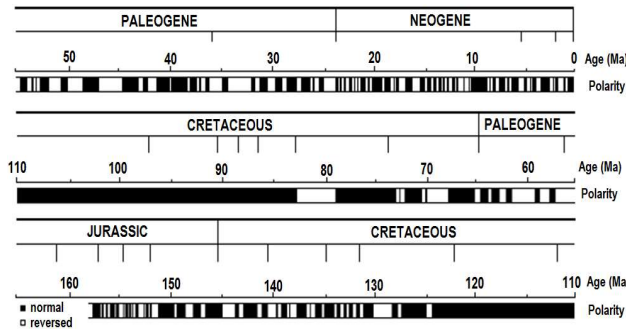 PALEOGENE NEOGENE
50 40 30 20 10 0 Age (Ma)
Polarity
CRETACEOUS PALEOGENE
110 100 90 80 70 60 Age (Ma)
Polarity
JURASSIC CRETACEOUS
160 150 140 130 120 110 Age (Ma
normal
reversed
Polarity